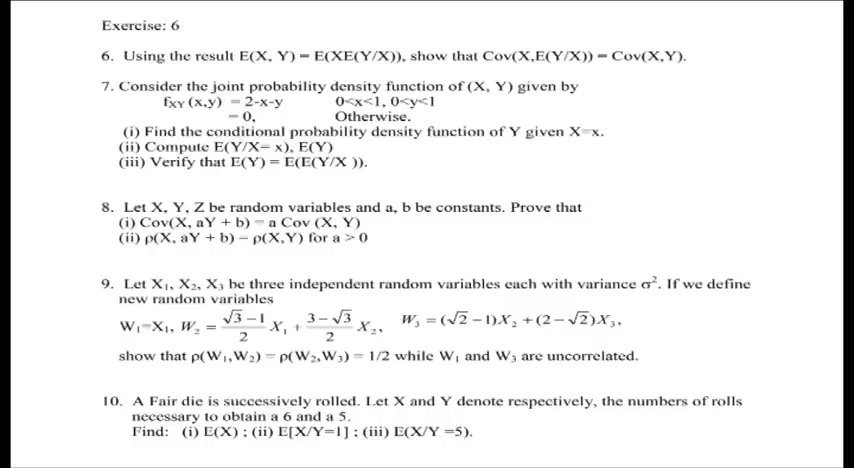 Exercise: 6
6. Using the result E(X, Y) = E(XE(Y/X)), show that Cov(X,E(Y/X)) = Cov(X,Y).
7. Consider the joint probability density function of (X, Y) given by
fXY (x,y) = 2-x-y 0<x<1, 0<y<1
= 0, Otherwise.
(i) Find the conditional probability density function of Y given X=x.
(ii) Compute E(Y/X= x), E(Y)
(iii) Verify that E(Y) = E(E(Y/X )).
8. Let X, Y, Z be random variables and a, b be constants. Prove that
(i) Cov(X, aY + b) = a Cov (X, Y)
(ii) ρ(X, aY + b) = ρ(X,Y) for a > 0
9. Let X₁, X₂, X₃ be three independent random variables each with variance σ². If we define
new random variables
W₁=X₁, W₂ = (√3 − 1)/2 X₁ + (3 − √3)/2 X₂, W₃ = (√2 − 1)X₂ + (2 − √2)X₃,
show that ρ(W₁,W₂) = ρ(W₂,W₃) = 1/2 while W₁ and W₃ are uncorrelated.
10. A Fair die is successively rolled. Let X and Y denote respectively, the numbers of rolls
necessary to obtain a 6 and a 5.
Find: (i) E(X) ; (ii) E[X/Y=1] ; (iii) E(X/Y =5).